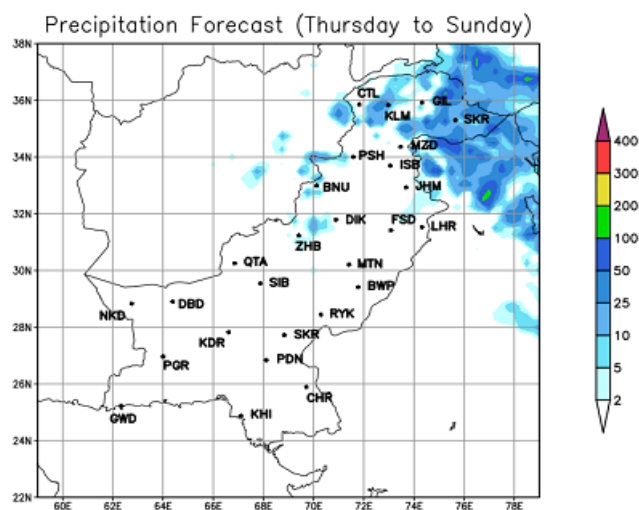 Precipitation Forecast (Thursday to Sunday)
38N
36N
34N
32N
30N
28N
26N
24N
22N
60E 62E 64E 66E 68E 70E 72E 74E 76E 78E
CTL
KLM
GIL
SKR
MZD
PSH
ISB
BNU
JHM
DIK
FSD
LHR
ZHB
QTA
MTN
SIB
BWP
NKD
DBD
RYK
KDR
SKR
PGR
PDN
CHR
GWD
KHI
400
300
200
100
50
25
10
5
2